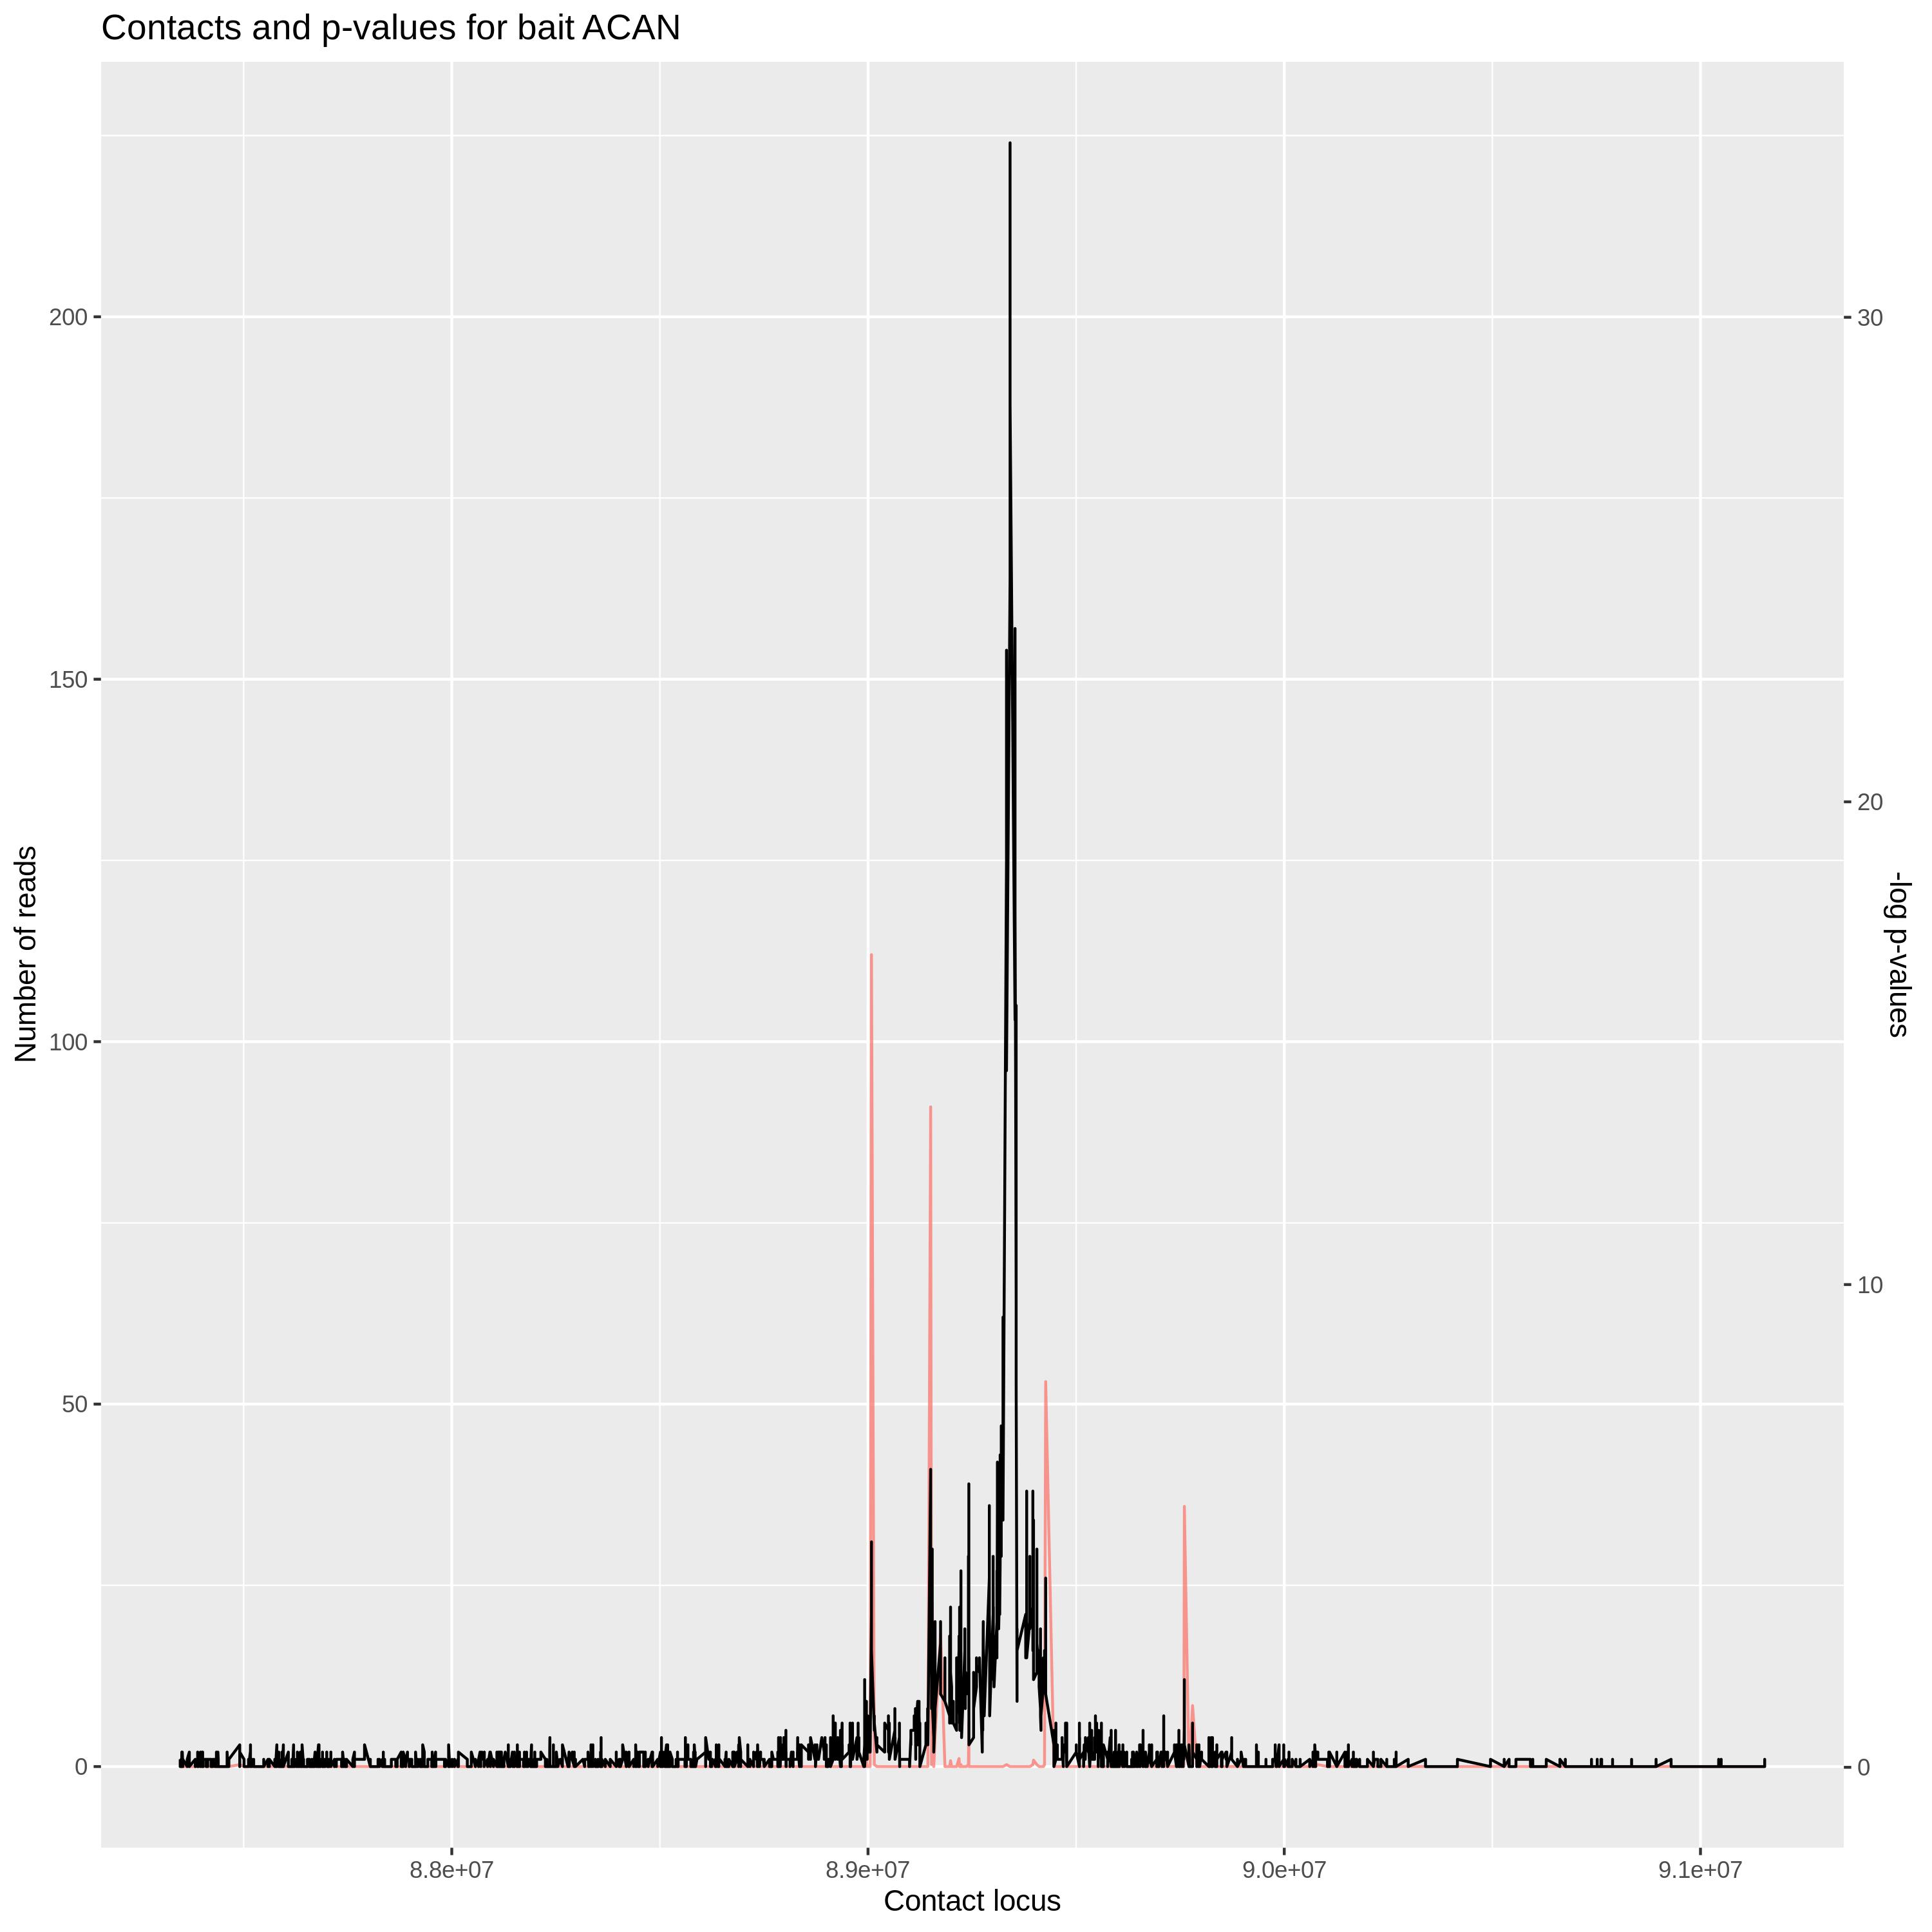 Contacts and p-values for bait ACAN
Number of reads
200
150
100
50
0
30
20
10
0
-log p-values
8.8e+07
8.9e+07
9.0e+07
9.1e+07
Contact locus